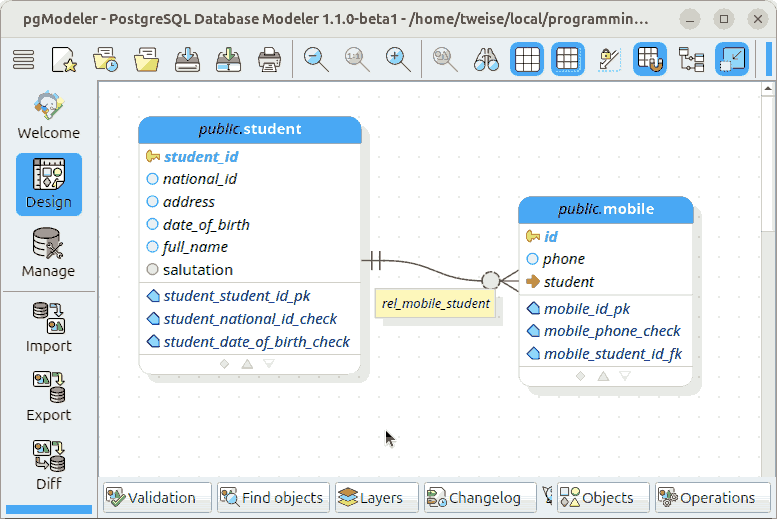 pgModeler - PostgreSQL Database Modeler 1.1.0-beta1 - /home/tweise/local/programmin...
1:1
Welcome
Design
Manage
Import
Export
Diff
public.student
student_id
national_id
address
date_of_birth
full_name
salutation
student_student_id_pk
student_national_id_check
student_date_of_birth_check
rel_mobile_student
public.mobile
id
phone
student
mobile_id_pk
mobile_phone_check
mobile_student_id_fk
Validation
Find objects
Layers
Changelog
Objects
Operations